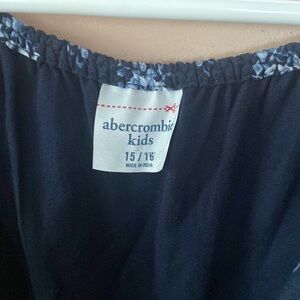 abercrombie
kids
15 / 16
MADE IN INDIA